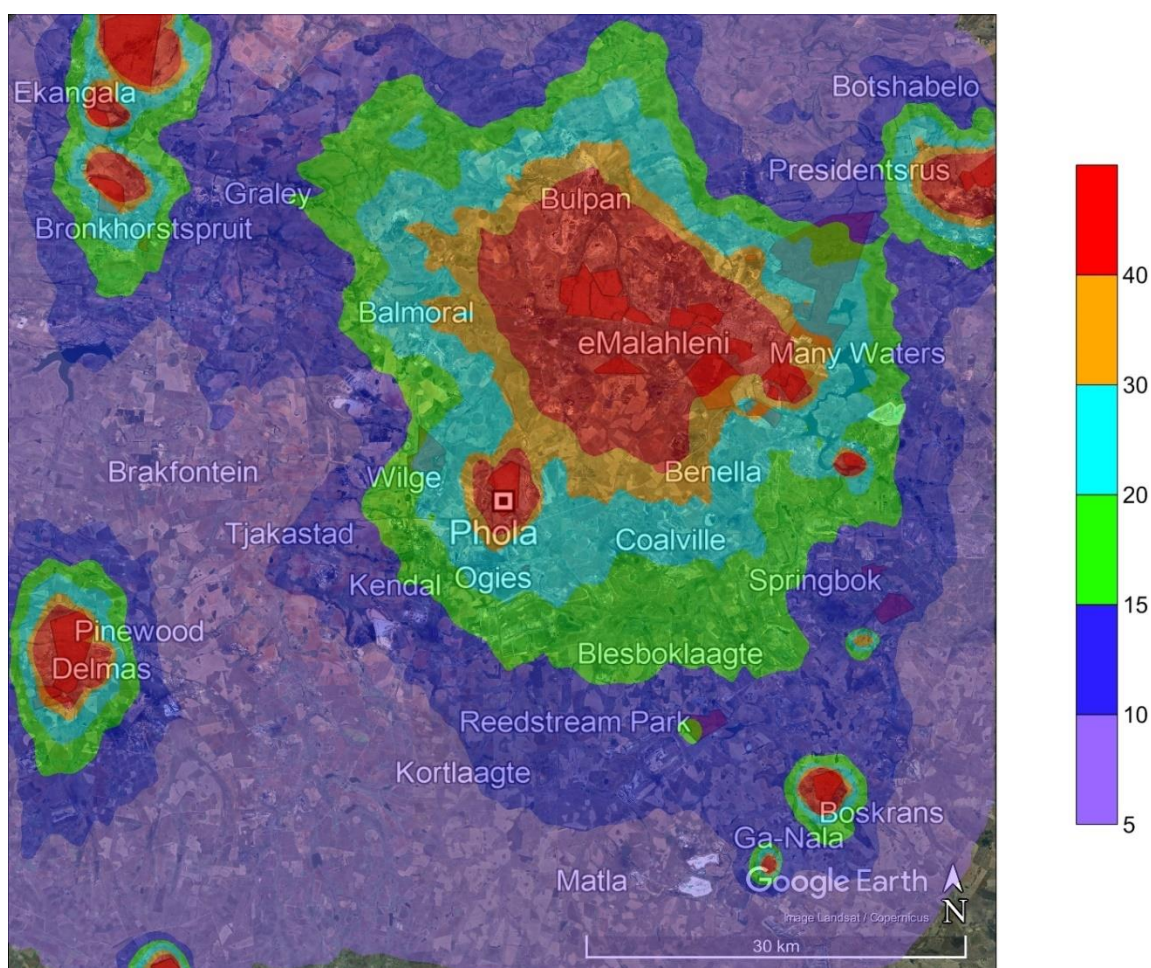 Ekangala
Botshabelo
Presidentsrus
Graley
Bulpan
Bronkhorstspruit
Balmoral
eMalahleni
Many Waters
Brakfontein
Wilge
Benella
Tjakastad
Phola
Coalville
Kendal
Ogies
Springbok
Pinewood
Blesboklaagte
Delmas
Reedstream Park
Kortlaagte
Boskrans
Ga-Nala
Matla
Google Earth
N
Image Landsat / Copernicus
30 km
40
30
20
15
10
5